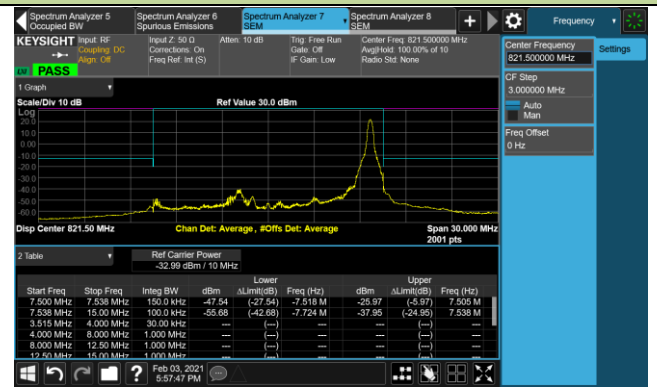 Spectrum Analyzer 5 Spectrum Analyzer 6 Spectrum Analyzer 7 Spectrum Analyzer 8 Frequency
Occupied BW Spurious Emissions SEM SEM
KEYSIGHT Input: RF Input Z: 50 Ω Atten: 10 dB Trig: Free Run Center Freq: 821.500000 MHz
Coupling: DC Corrections: On Gate: Off Avg|Hold: 100.00% of 10
Align: Off Freq Ref: Int (S) IF Gain: Low Radio Std: None
PASS
Center Frequency
821.500000 MHz
Settings
CF Step
3.000000 MHz
Auto
Man
Freq Offset
0 Hz
1 Graph
Scale/Div 10 dB Ref Value 30.0 dBm
Log
20.0
10.0
0.00
-10.0
-20.0
-30.0
-40.0
-50.0
-60.0
Disp Center 821.50 MHz Chan Det: Average, #Offs Det: Average Span 30.000 MHz
2001 pts
2 Table Ref Carrier Power
-32.99 dBm / 10 MHz
Lower Upper
Start Freq Stop Freq Integ BW dBm ΔLimit(dB) Freq (Hz) dBm ΔLimit(dB) Freq (Hz)
7.500 MHz 7.538 MHz 150.0 kHz -47.54 (-27.54) -7.518 M -25.97 (-5.97) 7.505 M
7.538 MHz 15.00 MHz 100.0 kHz -55.68 (-42.68) -7.724 M -37.95 (-24.95) 7.538 M
3.515 MHz 4.000 MHz 30.00 kHz --- (---) --- --- (---) ---
4.000 MHz 8.000 MHz 1.000 MHz --- (---) --- --- (---) ---
8.000 MHz 12.50 MHz 1.000 MHz --- (---) --- --- (---) ---
12.50 MHz 15.00 MHz 1.000 MHz --- (---) --- --- (---) ---
Feb 03, 2021
5:57:47 PM